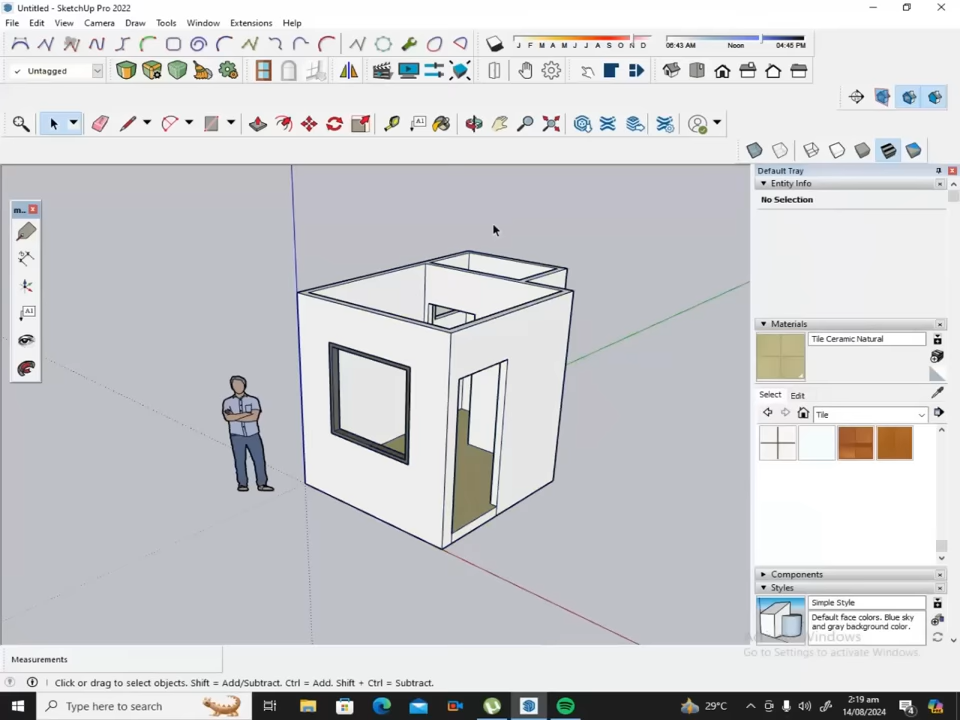 Untitled - SketchUp Pro 2022
File Edit View Camera Draw Tools Window Extensions Help
J F M A M J J A S O N D 06:43 AM Noon 04:45 PM
Untagged
Default Tray
Entity Info
No Selection
m...
Materials
Tile Ceramic Natural
Select Edit
Tile
Components
Styles
Simple Style
Default face colors. Blue sky
and gray background color.
Activate Windows
Go to Settings to activate Windows.
Measurements
Click or drag to select objects. Shift = Add/Subtract. Ctrl = Add. Shift + Ctrl = Subtract.
Type here to search
29°C
2:19 am
14/08/2024
4